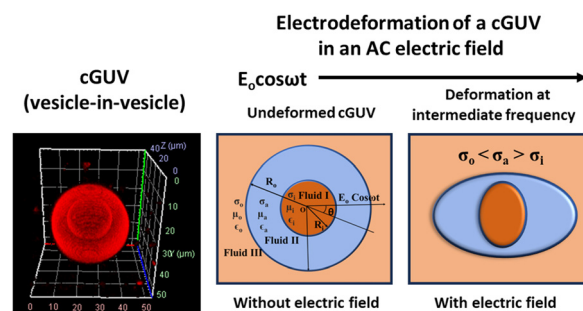 Electrodeformation of a cGUV
in an AC electric field
cGUV
(vesicle-in-vesicle)
Eₒcosωt
Undeformed cGUV
Deformation at
intermediate frequency
40 Z (µm)
20
0
0
10
20
30
40
50
Y (µm)
0 10 20 30 40 50
Rₒ
σᵢ Fluid I
σₒ σₐ μᵢ O Eₒ Cosωt
μₒ μₐ ϵᵢ θ
ϵₒ ϵₐ Rᵢ
Fluid II
Fluid III
σₒ < σₐ > σᵢ
Without electric field
With electric field